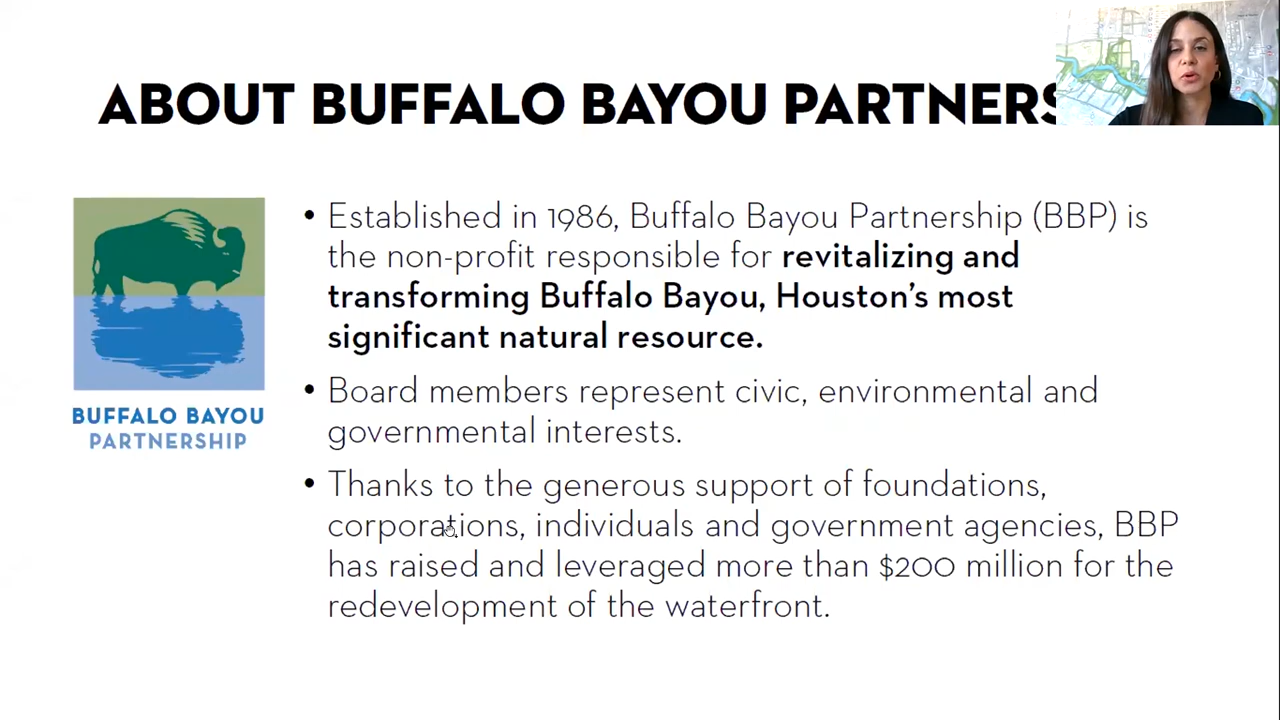 ABOUT BUFFALO BAYOU PARTNERS
• Established in 1986, Buffalo Bayou Partnership (BBP) is
the non-profit responsible for revitalizing and
transforming Buffalo Bayou, Houston's most
significant natural resource.
• Board members represent civic, environmental and
governmental interests.
BUFFALO BAYOU
PARTNERSHIP
• Thanks to the generous support of foundations,
corporations, individuals and government agencies, BBP
has raised and leveraged more than $200 million for the
redevelopment of the waterfront.